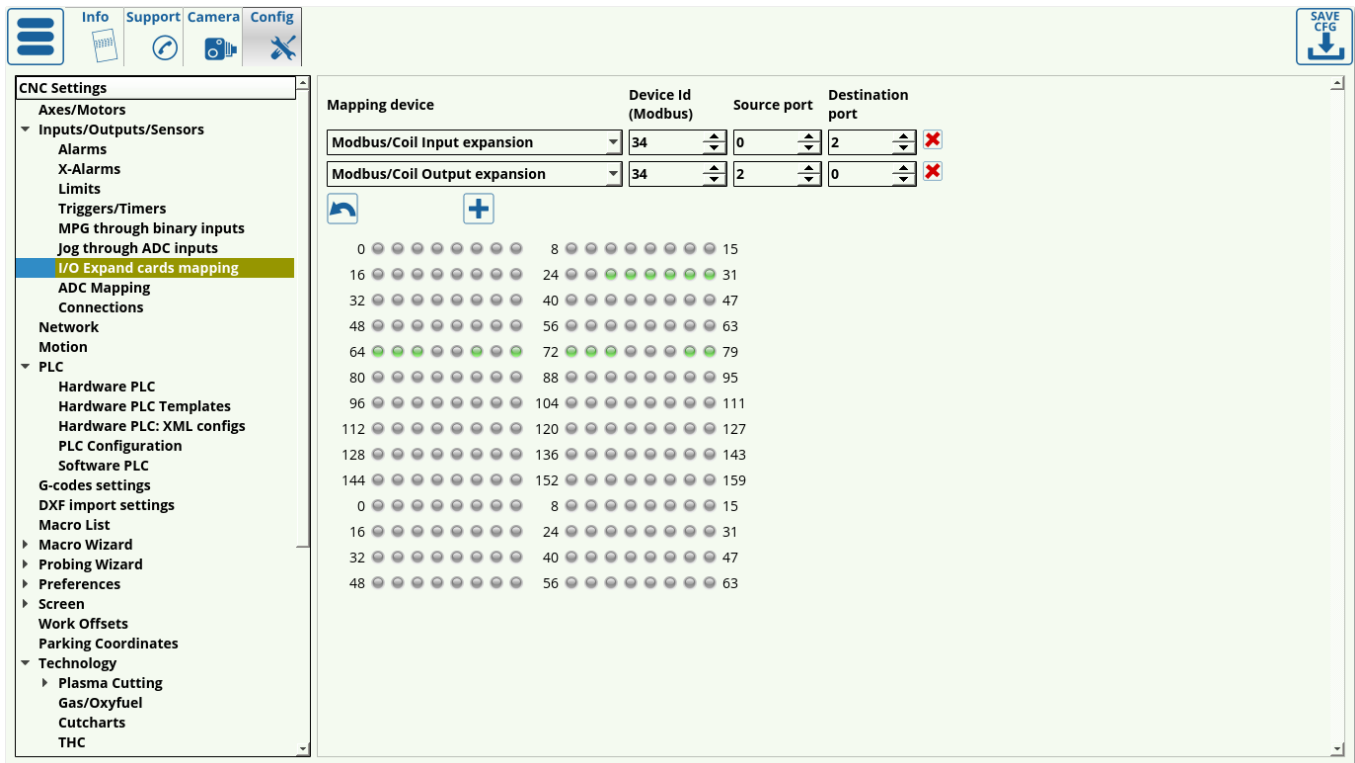 Info Support Camera Config
SAVE
CFG
CNC Settings
Axes/Motors
Inputs/Outputs/Sensors
Alarms
X-Alarms
Limits
Triggers/Timers
MPG through binary inputs
Jog through ADC inputs
I/O Expand cards mapping
ADC Mapping
Connections
Network
Motion
PLC
Hardware PLC
Hardware PLC Templates
Hardware PLC: XML configs
PLC Configuration
Software PLC
G-codes settings
DXF import settings
Macro List
Macro Wizard
Probing Wizard
Preferences
Screen
Work Offsets
Parking Coordinates
Technology
Plasma Cutting
Gas/Oxyfuel
Cutcharts
THC
Mapping device
Device Id
(Modbus)
Source port
Destination
port
Modbus/Coil Input expansion 34 0 2
Modbus/Coil Output expansion 34 2 0
0 8 15
16 24 31
32 40 47
48 56 63
64 72 79
80 88 95
96 104 111
112 120 127
128 136 143
144 152 159
0 8 15
16 24 31
32 40 47
48 56 63